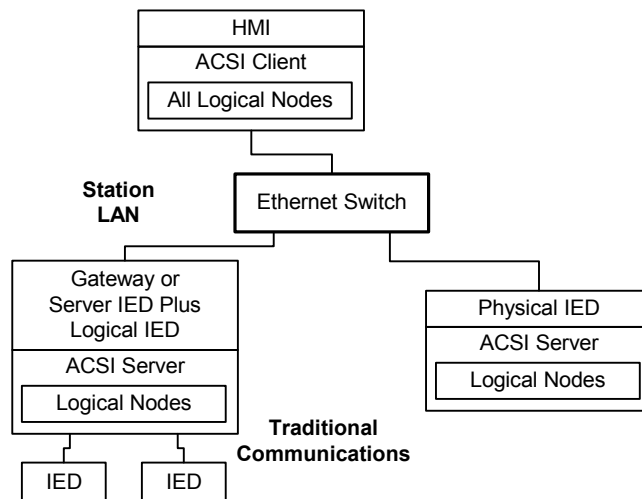 HMI
ACSI Client
All Logical Nodes
Station
LAN
Ethernet Switch
Gateway or
Server IED Plus
Logical IED
ACSI Server
Logical Nodes
Physical IED
ACSI Server
Logical Nodes
Traditional
Communications
IED
IED